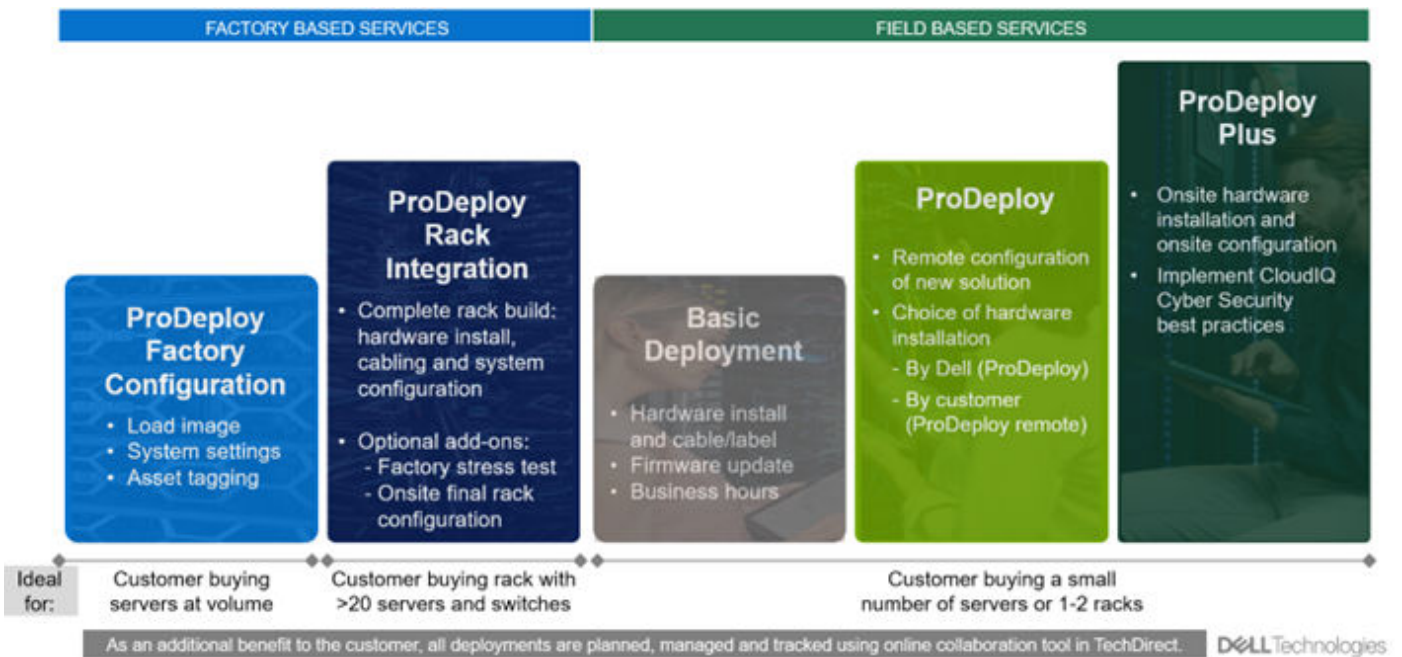 FACTORY BASED SERVICES
FIELD BASED SERVICES
ProDeploy
Factory
Configuration
• Load image
• System settings
• Asset tagging
ProDeploy
Rack
Integration
• Complete rack build:
hardware install,
cabling and system
configuration
• Optional add-ons:
- Factory stress test
- Onsite final rack
configuration
Basic
Deployment
• Hardware install
and cable/label
• Firmware update
• Business hours
ProDeploy
• Remote configuration
of new solution
• Choice of hardware
installation
- By Dell (ProDeploy)
- By customer
(ProDeploy remote)
ProDeploy
Plus
• Onsite hardware
installation and
onsite configuration
• Implement CloudIQ
Cyber Security
best practices
Ideal
for:
Customer buying
servers at volume
Customer buying rack with
>20 servers and switches
Customer buying a small
number of servers or 1-2 racks
As an additional benefit to the customer, all deployments are planned, managed and tracked using online collaboration tool in TechDirect.
DELL Technologies